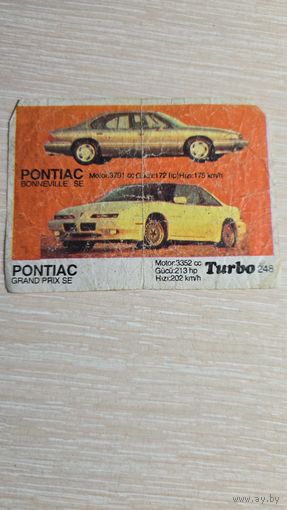 PONTIAC Motor:3791 cc Gücü:172 hp Hızı:175 km/h
BONNEVILLE SE
PONTIAC
GRAND PRIX SE
Motor:3352 cc
Gücü:213 hp
Hızı:202 km/h
Turbo 248
ay.by